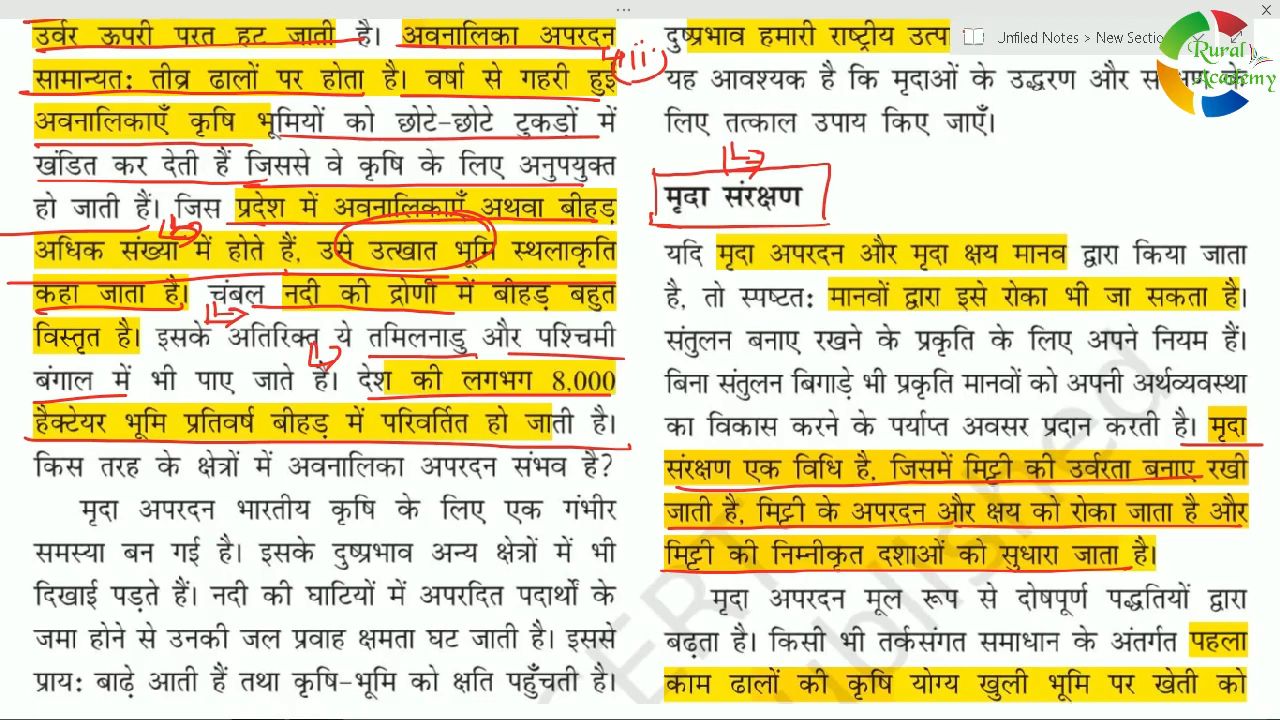 उर्वर ऊपरी परत हट जाती है। अवनालिका अपरदन
सामान्यत: तीव्र ढालों पर होता है। वर्षा से गहरी हुई
अवनालिकाएँ कृषि भूमियों को छोटे-छोटे टुकड़ों में
खंडित कर देती हैं जिससे वे कृषि के लिए अनुपयुक्त
हो जाती हैं। जिस प्रदेश में अवनालिकाएँ अथवा बीहड़
अधिक संख्या में होते हैं, उसे उत्खात भूमि स्थलाकृति
कहा जाता है। चंबल नदी की द्रोणी में बीहड़ बहुत
विस्तृत है। इसके अतिरिक्त ये तमिलनाडु और पश्चिमी
बंगाल में भी पाए जाते हैं। देश की लगभग 8,000
हैक्टेयर भूमि प्रतिवर्ष बीहड़ में परिवर्तित हो जाती है।
किस तरह के क्षेत्रों में अवनालिका अपरदन संभव है?
मृदा अपरदन भारतीय कृषि के लिए एक गंभीर
समस्या बन गई है। इसके दुष्प्रभाव अन्य क्षेत्रों में भी
दिखाई पड़ते हैं। नदी की घाटियों में अपरदित पदार्थों के
जमा होने से उनकी जल प्रवाह क्षमता घट जाती है। इससे
प्राय: बाढ़े आती हैं तथा कृषि-भूमि को क्षति पहुँचती है।
ii
दुष्प्रभाव हमारी राष्ट्रीय उत्प
Unfiled Notes > New Sectio
Rural
Academy
यह आवश्यक है कि मृदाओं के उद्धरण और के
लिए तत्काल उपाय किए जाएँ।
मृदा संरक्षण
यदि मृदा अपरदन और मृदा क्षय मानव द्वारा किया जाता
है, तो स्पष्टत: मानवों द्वारा इसे रोका भी जा सकता है।
संतुलन बनाए रखने के प्रकृति के लिए अपने नियम हैं।
बिना संतुलन बिगाड़े भी प्रकृति मानवों को अपनी अर्थव्यवस्था
का विकास करने के पर्याप्त अवसर प्रदान करती है। मृदा
संरक्षण एक विधि है, जिसमें मिट्टी की उर्वरता बनाए रखी
जाती है, मिट्टी के अपरदन और क्षय को रोका जाता है और
मिट्टी की निम्नीकृत दशाओं को सुधारा जाता है।
मृदा अपरदन मूल रूप से दोषपूर्ण पद्धतियों द्वारा
बढ़ता है। किसी भी तर्कसंगत समाधान के अंतर्गत पहला
काम ढालों की कृषि योग्य खुली भूमि पर खेती को